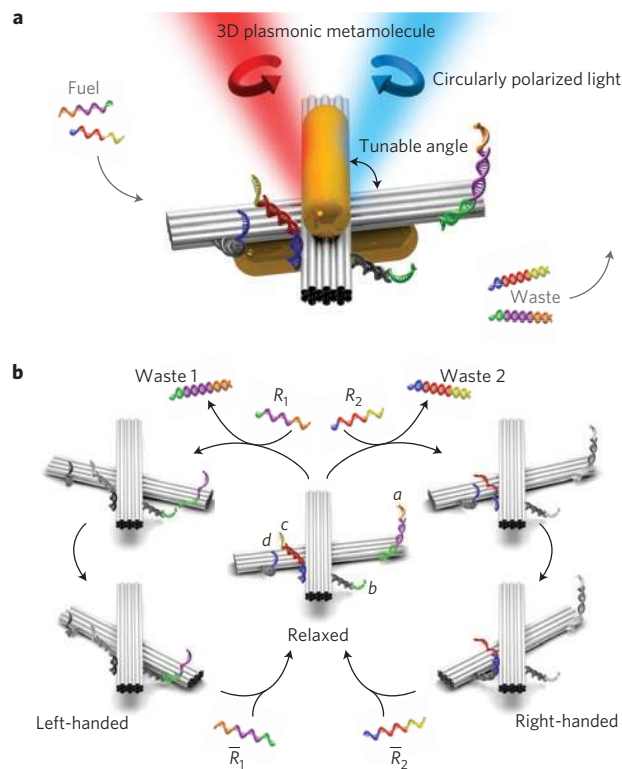 a
3D plasmonic metamolecule
Fuel
Circularly polarized light
Tunable angle
Waste
b
Waste 1
R₁
R₂
Waste 2
a
d
c
b
Relaxed
Left-handed
Right-handed
R̅₁
R̅₂